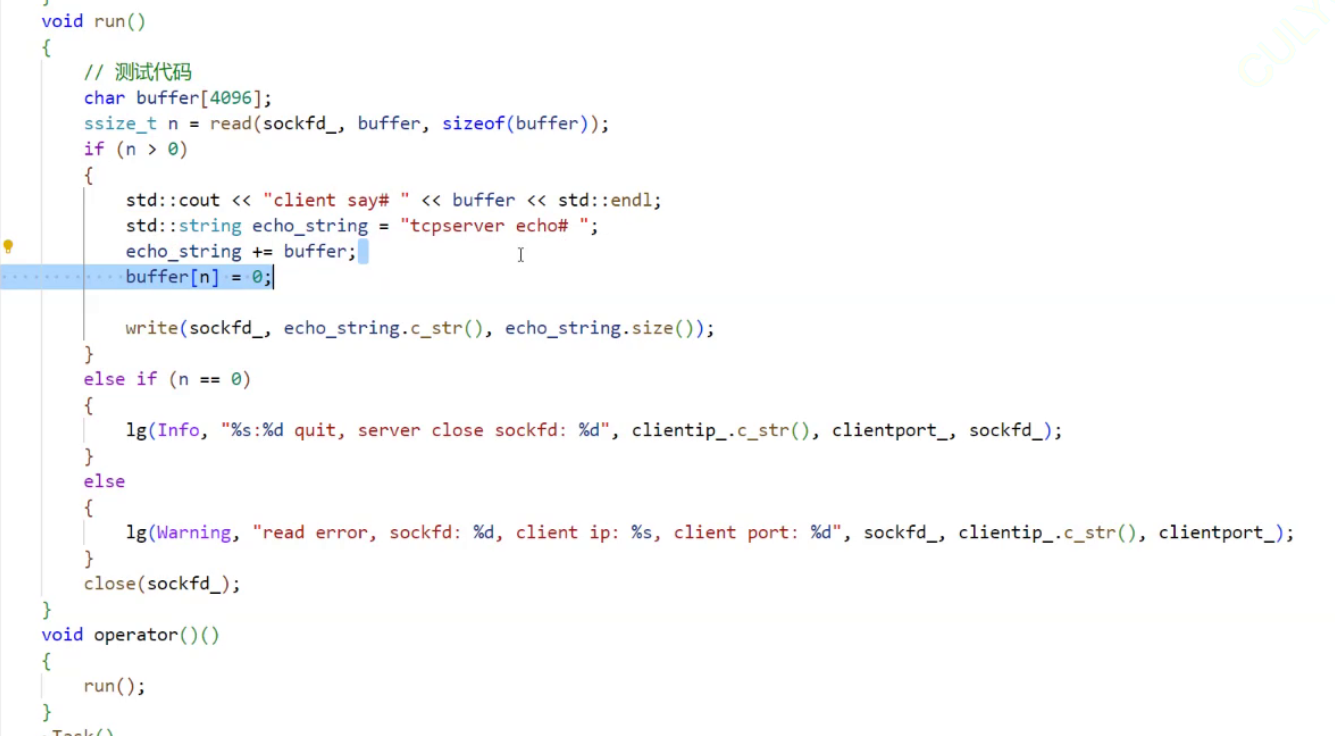 void run()
{
// 测试代码
char buffer[4096];
ssize_t n = read(sockfd_, buffer, sizeof(buffer));
if (n > 0)
{
std::cout << "client say# " << buffer << std::endl;
std::string echo_string = "tcpserver echo# ";
echo_string += buffer;
buffer[n] = 0;
write(sockfd_, echo_string.c_str(), echo_string.size());
}
else if (n == 0)
{
lg(Info, "%s:%d quit, server close sockfd: %d", clientip_.c_str(), clientport_, sockfd_);
}
else
{
lg(Warning, "read error, sockfd: %d, client ip: %s, client port: %d", sockfd_, clientip_.c_str(), clientport_);
}
close(sockfd_);
}
void operator()()
{
run();
}